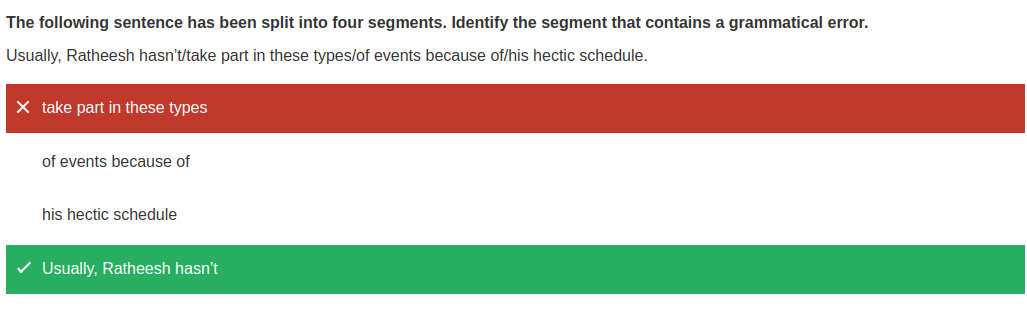 The following sentence has been split into four segments. Identify the segment that contains a grammatical error.
Usually, Ratheesh hasn’t/take part in these types/of events because of/his hectic schedule.
take part in these types
of events because of
his hectic schedule
Usually, Ratheesh hasn’t